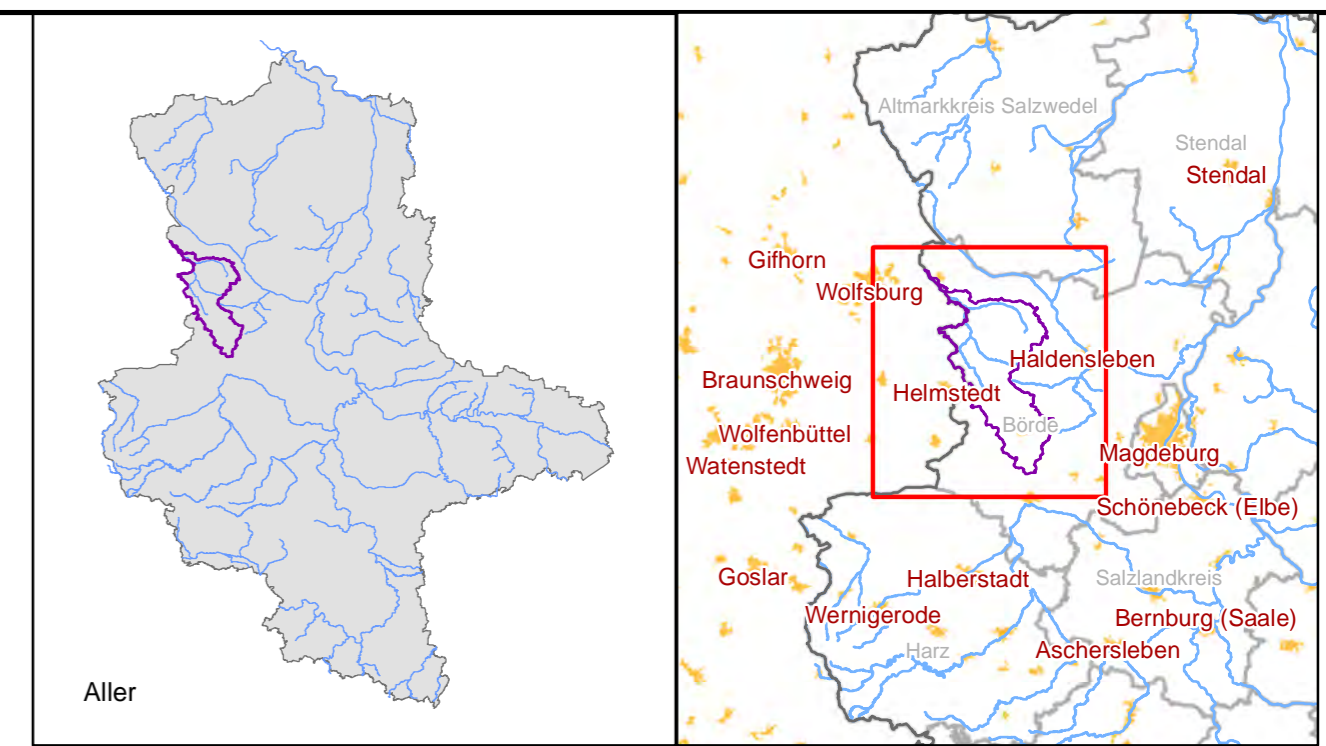 Aller
Altmarkkreis Salzwedel
Stendal
Stendal
Gifhorn
Wolfsburg
Haldensleben
Braunschweig
Helmstedt
Börde
Wolfenbüttel
Magdeburg
Watenstedt
Schönebeck (Elbe)
Goslar
Halberstadt
Salzlandkreis
Wernigerode
Bernburg (Saale)
Harz
Aschersleben